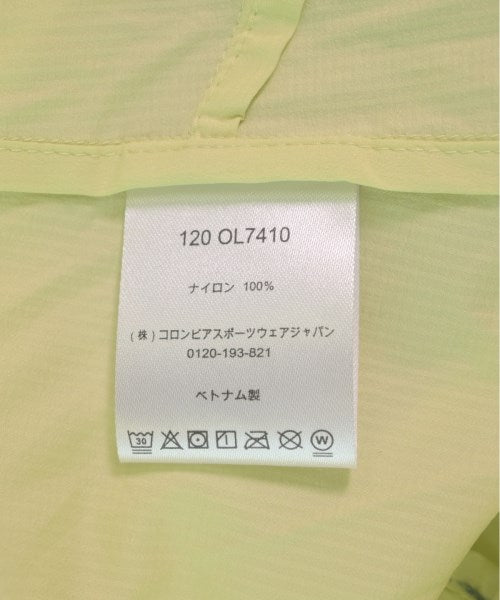 120 OL7410
ナイロン 100%
(株)コロンビアスポーツウェアジャパン
0120-193-821
ベトナム製
30 W